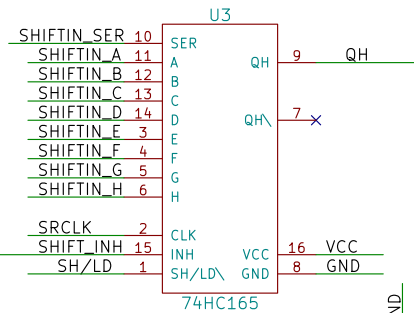 U3
SHIFTIN_SER 10 SER
SHIFTIN_A 11 A QH 9 QH
SHIFTIN_B 12 B
SHIFTIN_C 13 C
SHIFTIN_D 14 D QH\ 7
SHIFTIN_E 3 E
SHIFTIN_F 4 F
SHIFTIN_G 5 G
SHIFTIN_H 6 H
SRCLK 2 CLK
SHIFT_INH 15 INH VCC 16 VCC
SH/LD 1 SH/LD\ GND 8 GND
74HC165
ND